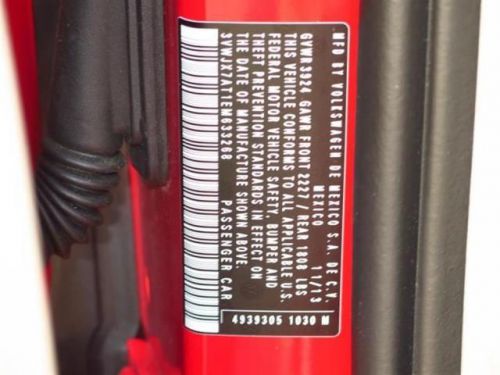 MFD BY VOLKSWAGEN DE MEXICO S.A. DE C.V.
MEXICO 11/13
GVWR 3924 GAWR FRONT 2227/ REAR 1808 LBS
THIS VEHICLE CONFORMS TO ALL APPLICABLE U.S.
FEDERAL MOTOR VEHICLE SAFETY, BUMPER AND
THEFT PREVENTION STANDARDS IN EFFECT ON
THE DATE OF MANUFACTURE SHOWN ABOVE.
3VWJX7AT1EM633268 PASSENGER CAR
4939305 1030 M